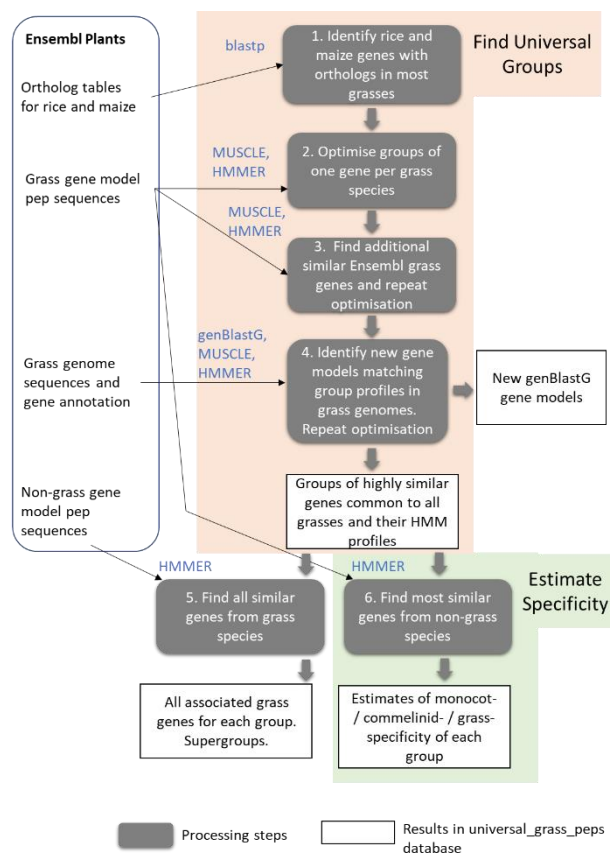 Ensembl Plants
Ortholog tables
for rice and maize
Grass gene model
pep sequences
Grass genome
sequences and
gene annotation
Non-grass gene
model pep
sequences
Find Universal
Groups
blastp
1. Identify rice and
maize genes with
orthologs in most
grasses
MUSCLE,
HMMER
2. Optimise groups of
one gene per grass
species
MUSCLE,
HMMER
3. Find additional
similar Ensembl grass
genes and repeat
optimisation
genBlastG,
MUSCLE,
HMMER
4. Identify new gene
models matching
group profiles in
grass genomes.
Repeat optimisation
New genBlastG
gene models
Groups of highly similar
genes common to all
grasses and their HMM
profiles
HMMER
5. Find all similar
genes from grass
species
HMMER
6. Find most similar
genes from non-grass
species
Estimate
Specificity
All associated grass
genes for each group.
Supergroups.
Estimates of monocot-
/ commelinid- / grass-
specificity of each
group
Processing steps
Results in universal_grass_peps
database